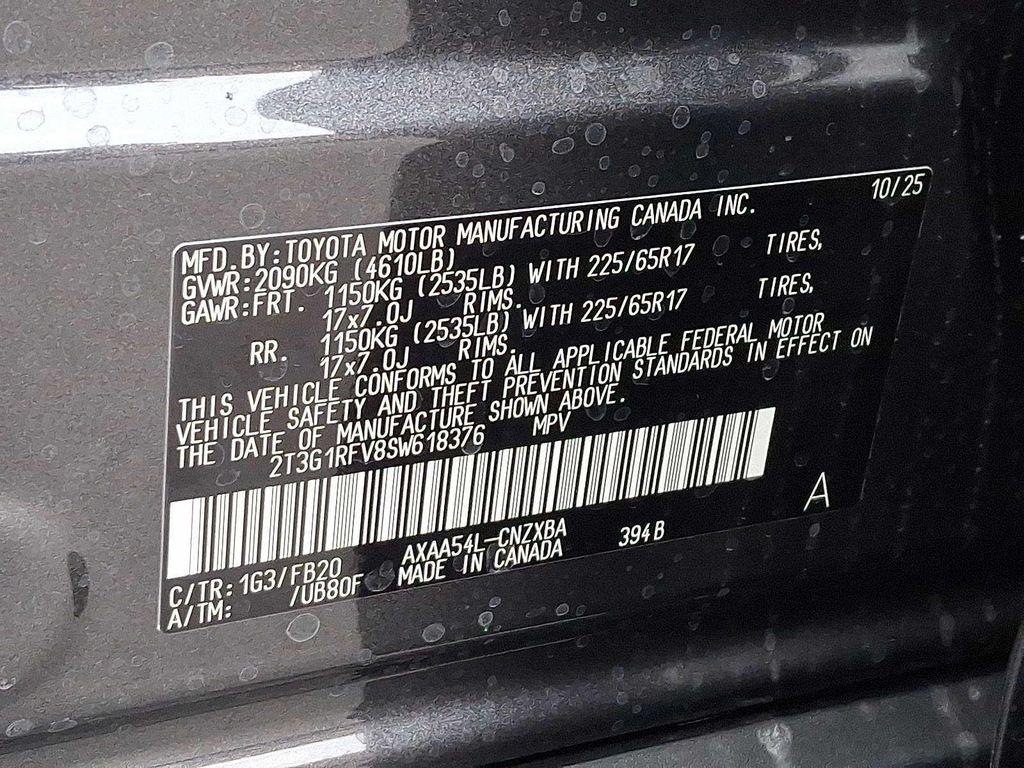 10/25
MFD.BY:TOYOTA MOTOR MANUFACTURING CANADA INC.
GVWR:2090KG (4610LB)
GAWR:FRT. 1150KG (2535LB) WITH 225/65R17 TIRES,
17x7.0J RIMS.
RR. 1150KG (2535LB) WITH 225/65R17 TIRES,
17x7.0J RIMS.
THIS VEHICLE CONFORMS TO ALL APPLICABLE FEDERAL MOTOR
VEHICLE SAFETY AND THEFT PREVENTION STANDARDS IN EFFECT ON
THE DATE OF MANUFACTURE SHOWN ABOVE.
2T3G1RFV8SW618376 MPV
A
AXAA54L-CNZXBA 394B
C/TR:1G3/FB20 MADE IN CANADA
A/TM: /UB80F